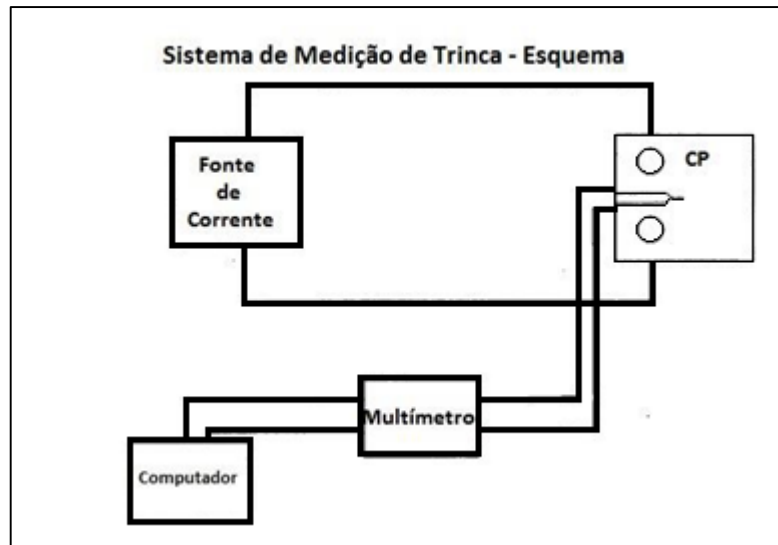 Sistema de Medição de Trinca - Esquema
Fonte
de
Corrente
CP
Multímetro
Computador